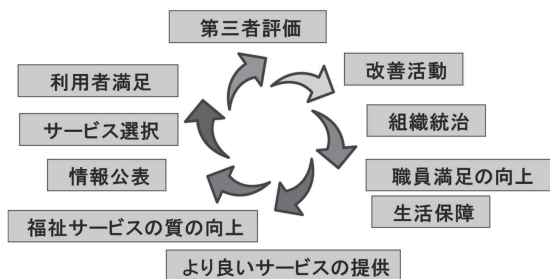 第三者評価
改善活動
組織統治
職員満足の向上
生活保障
より良いサービスの提供
福祉サービスの質の向上
情報公表
サービス選択
利用者満足